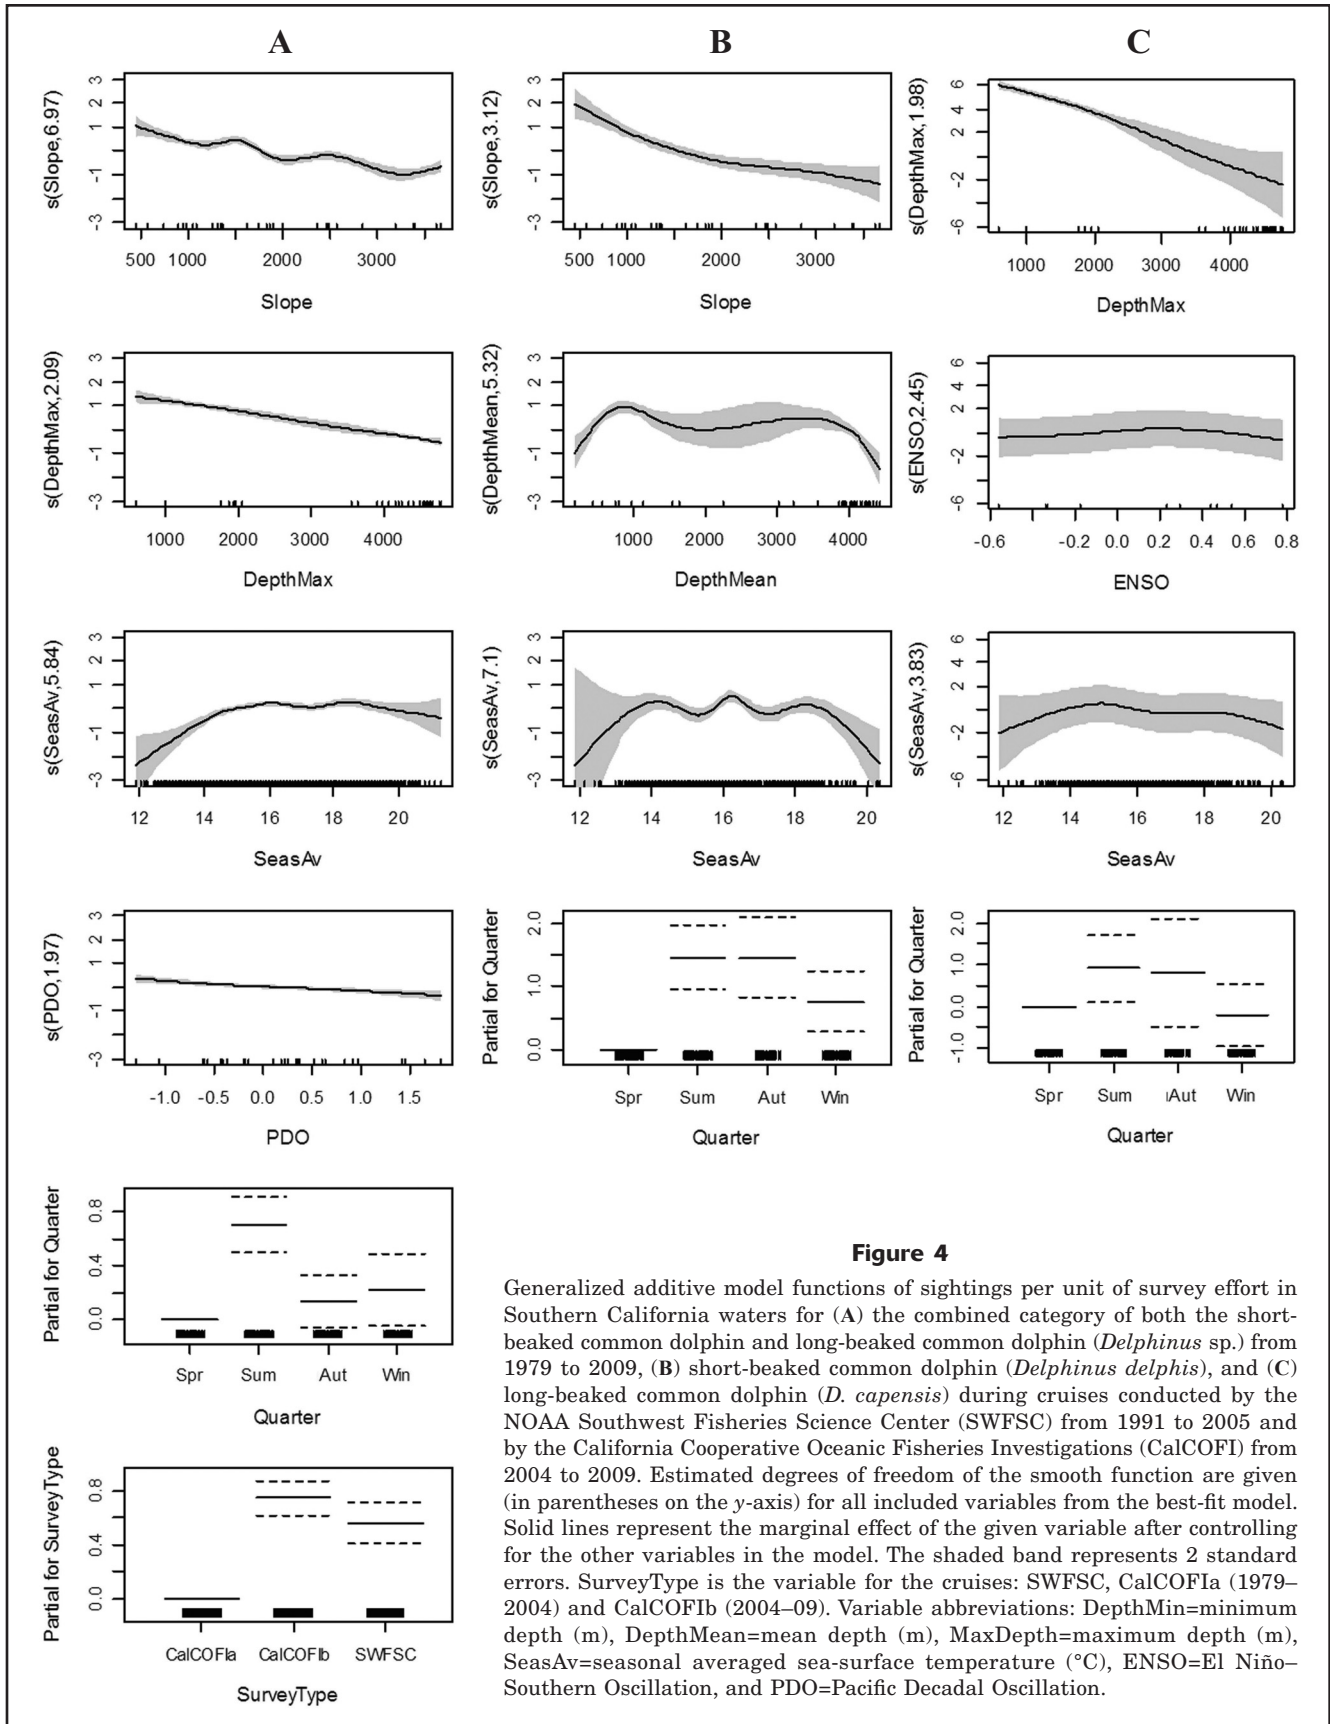 A
B
C
s(Slope,6.97)
3
2
1
-1
-3
500 1000 2000 3000
Slope
s(Slope,3.12)
3
2
1
-1
-3
500 1000 2000 3000
Slope
s(DepthMax,1.98)
6
4
2
-2
-6
1000 2000 3000 4000
DepthMax
s(DepthMax,2.09)
3
2
1
-1
-3
1000 2000 3000 4000
DepthMax
s(DepthMean,5.32)
3
2
1
-1
-3
1000 2000 3000 4000
DepthMean
s(ENSO,2.45)
6
2
-2
-6
-0.6 -0.2 0.0 0.2 0.4 0.6 0.8
ENSO
s(SeasAv,5.84)
3
2
1
-1
-3
12 14 16 18 20
SeasAv
s(SeasAv,7.1)
3
2
1
-1
-3
12 14 16 18 20
SeasAv
s(SeasAv,3.83)
6
4
2
-2
-6
12 14 16 18 20
SeasAv
s(PDO,1.97)
3
2
1
-1
-3
-1.0 -0.5 0.0 0.5 1.0 1.5
PDO
Partial for Quarter
2.0
1.0
0.0
Spr Sum Aut Win
Quarter
Partial for Quarter
2.0
1.0
0.0
-1.0
Spr Sum Aut Win
Quarter
Partial for Quarter
0.8
0.4
0.0
Spr Sum Aut Win
Quarter
Partial for SurveyType
0.8
0.4
0.0
CalCOFIa CalCOFIb SWFSC
SurveyType
Figure 4
Generalized additive model functions of sightings per unit of survey effort in
Southern California waters for (A) the combined category of both the short-
beaked common dolphin and long-beaked common dolphin (Delphinus sp.) from
1979 to 2009, (B) short-beaked common dolphin (Delphinus delphis), and (C)
long-beaked common dolphin (D. capensis) during cruises conducted by the
NOAA Southwest Fisheries Science Center (SWFSC) from 1991 to 2005 and
by the California Cooperative Oceanic Fisheries Investigations (CalCOFI) from
2004 to 2009. Estimated degrees of freedom of the smooth function are given
(in parentheses on the y-axis) for all included variables from the best-fit model.
Solid lines represent the marginal effect of the given variable after controlling
for the other variables in the model. The shaded band represents 2 standard
errors. SurveyType is the variable for the cruises: SWFSC, CalCOFIa (1979–
2004) and CalCOFIb (2004–09). Variable abbreviations: DepthMin=minimum
depth (m), DepthMean=mean depth (m), MaxDepth=maximum depth (m),
SeasAv=seasonal averaged sea-surface temperature (°C), ENSO=El Niño–
Southern Oscillation, and PDO=Pacific Decadal Oscillation.